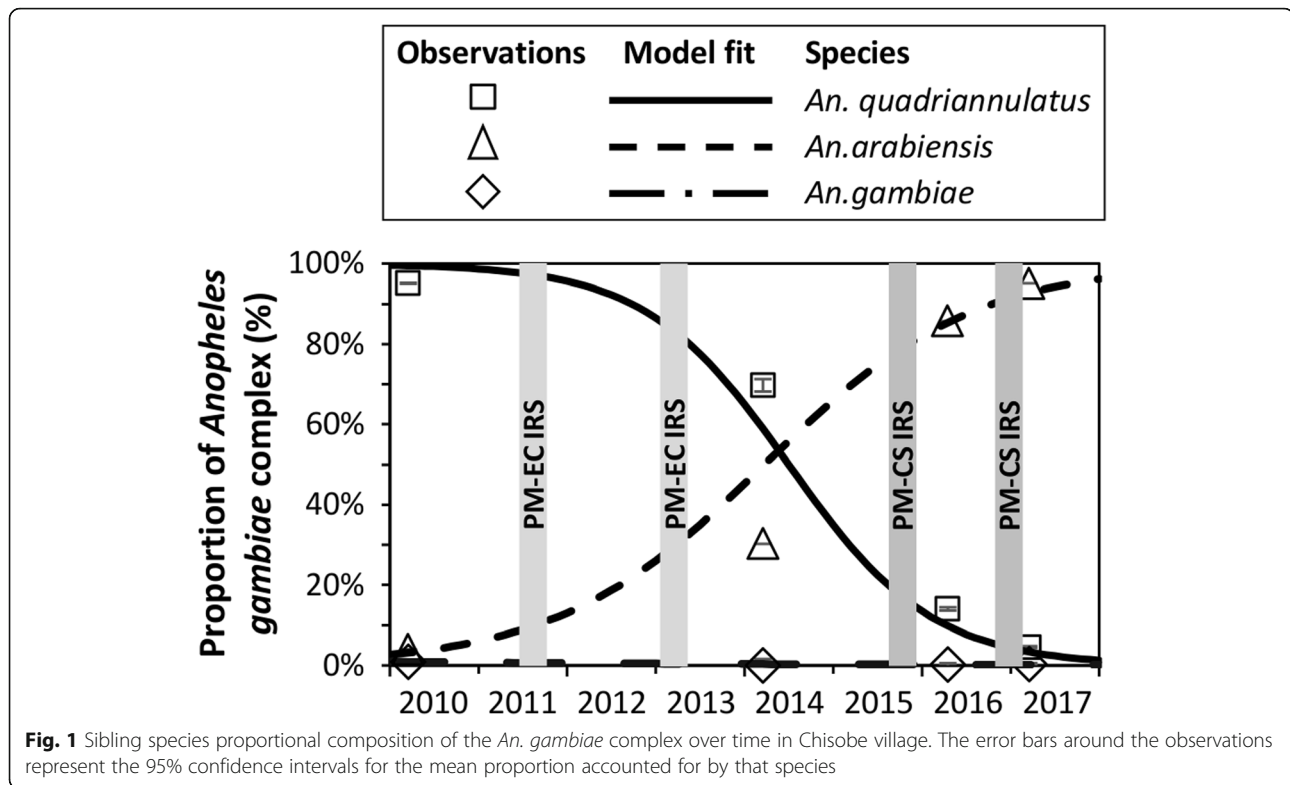 Observations Model fit Species
An. quadriannulatus
An.arabiensis
An.gambiae
Proportion of Anopheles
gambiae complex (%)
100%
80%
60%
40%
20%
0%
PM-EC IRS
PM-EC IRS
PM-CS IRS
PM-CS IRS
2010 2011 2012 2013 2014 2015 2016 2017
Fig. 1 Sibling species proportional composition of the An. gambiae complex over time in Chisobe village. The error bars around the observations
represent the 95% confidence intervals for the mean proportion accounted for by that species